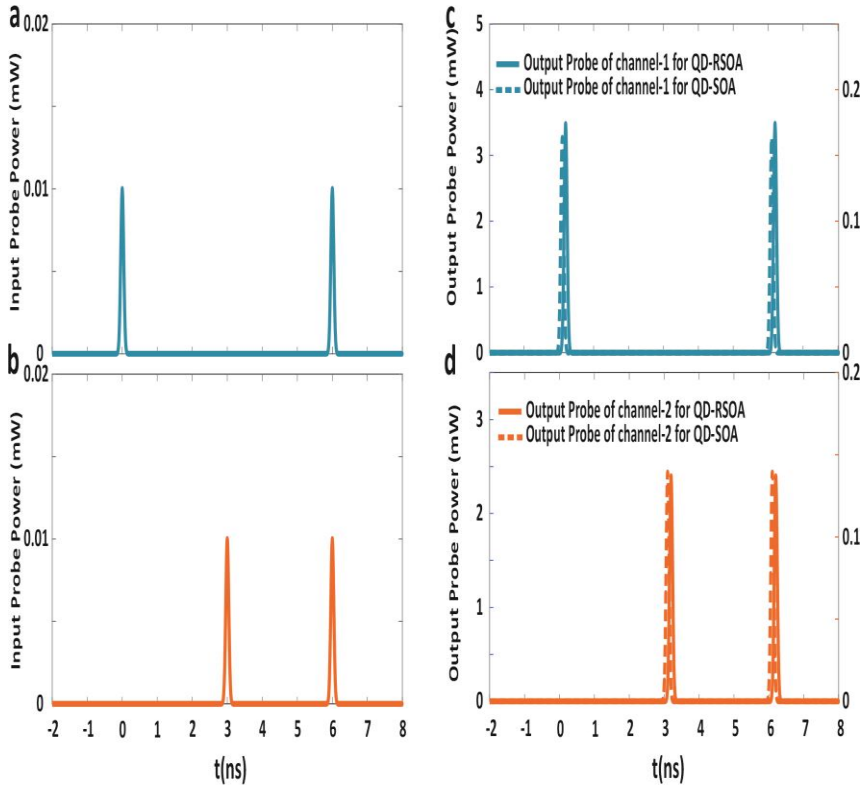 a
0.02
0.01
0
Input Probe Power (mW)
b
0.02
0.01
0
Input Probe Power (mW)
-2 -1 0 1 2 3 4 5 6 7 8
t(ns)
c
5
4
3
2
1
0
Output Probe Power (mW)
Output Probe of channel-1 for QD-RSOA
Output Probe of channel-1 for QD-SOA
0.2
0.1
0
d
3
2
1
0
Output Probe Power (mW)
Output Probe of channel-2 for QD-RSOA
Output Probe of channel-2 for QD-SOA
0.2
0.1
0
-2 -1 0 1 2 3 4 5 6 7 8
t(ns)